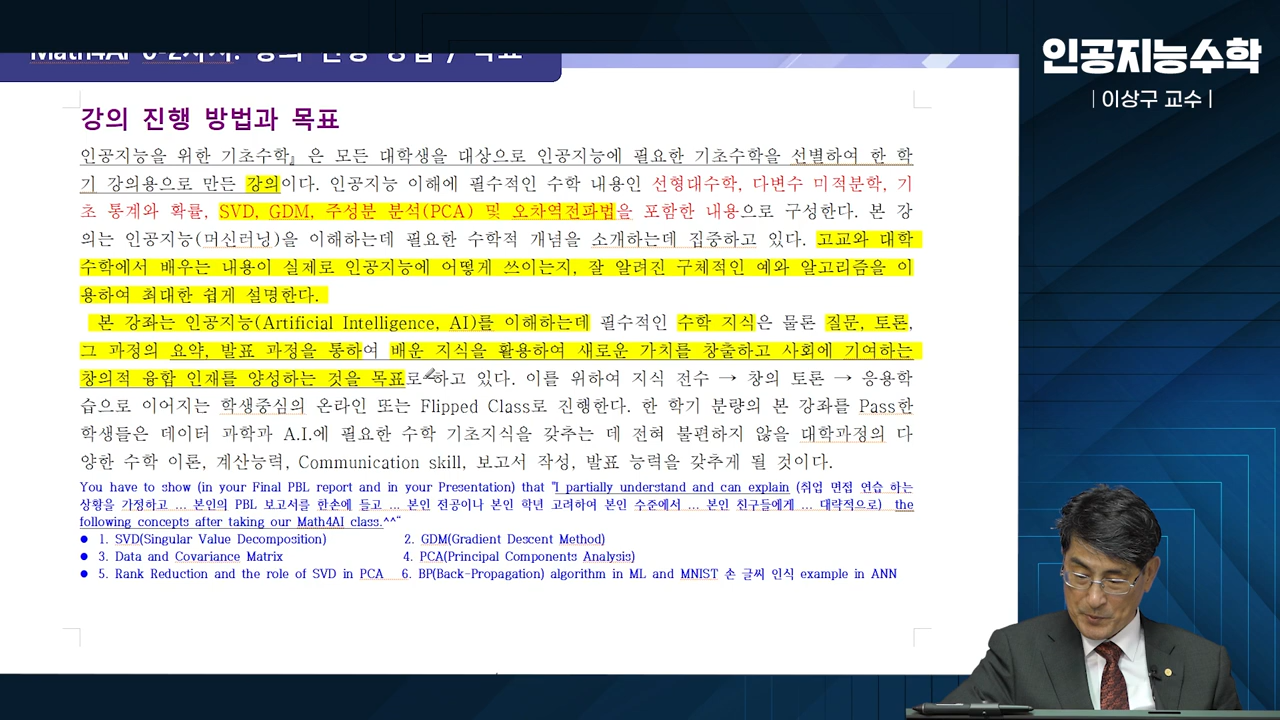 인공지능수학
| 이상구 교수 |
강의 진행 방법과 목표
인공지능을 위한 기초수학』은 모든 대학생을 대상으로 인공지능에 필요한 기초수학을 선별하여 한 학
기 강의용으로 만든 강의이다. 인공지능 이해에 필수적인 수학 내용인 선형대수학, 다변수 미적분학, 기
초 통계와 확률, SVD, GDM, 주성분 분석(PCA) 및 오차역전파법을 포함한 내용으로 구성한다. 본 강
의는 인공지능(머신러닝)을 이해하는데 필요한 수학적 개념을 소개하는데 집중하고 있다. 고교와 대학
수학에서 배우는 내용이 실제로 인공지능에 어떻게 쓰이는지, 잘 알려진 구체적인 예와 알고리즘을 이
용하여 최대한 쉽게 설명한다.
본 강좌는 인공지능(Artificial Intelligence, AI)를 이해하는데 필수적인 수학 지식은 물론 질문, 토론,
그 과정의 요약, 발표 과정을 통하여 배운 지식을 활용하여 새로운 가치를 창출하고 사회에 기여하는
창의적 융합 인재를 양성하는 것을 목표로 하고 있다. 이를 위하여 지식 전수 → 창의 토론 → 응용학
습으로 이어지는 학생중심의 온라인 또는 Flipped Class로 진행한다. 한 학기 분량의 본 강좌를 Pass한
학생들은 데이터 과학과 A.I.에 필요한 수학 기초지식을 갖추는 데 전혀 불편하지 않을 대학과정의 다
양한 수학 이론, 계산능력, Communication skill, 보고서 작성, 발표 능력을 갖추게 될 것이다.
You have to show (in your Final PBL report and in your Presentation) that "I partially understand and can explain (취업 면접 연습 하는
상황을 가정하고 ... 본인의 PBL 보고서를 한손에 들고 ... 본인 전공이나 본인 학년 고려하여 본인 수준에서 ... 본인 친구들에게 ... 대략적으로) the
following concepts after taking our Math4AI class.^^"
● 1. SVD(Singular Value Decomposition) 2. GDM(Gradient Descent Method)
● 3. Data and Covariance Matrix 4. PCA(Principal Components Analysis)
● 5. Rank Reduction and the role of SVD in PCA 6. BP(Back-Propagation) algorithm in ML and MNIST 손 글씨 인식 example in ANN